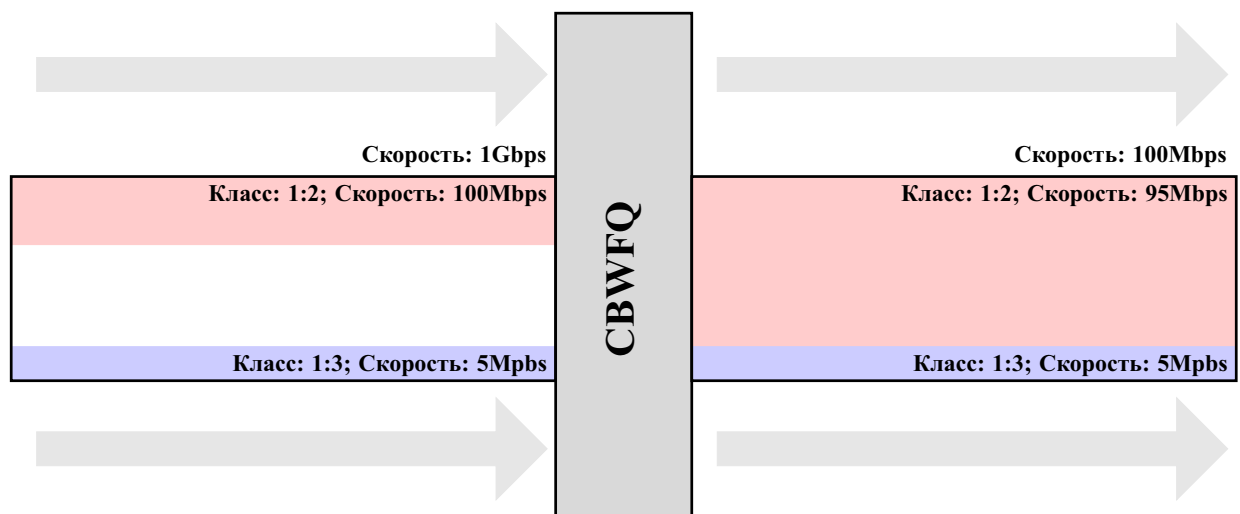 Скорость: 1Gbps
Класс: 1:2; Скорость: 100Mbps
Класс: 1:3; Скорость: 5Mpbs
CBWFQ
Скорость: 100Mbps
Класс: 1:2; Скорость: 95Mbps
Класс: 1:3; Скорость: 5Mpbs